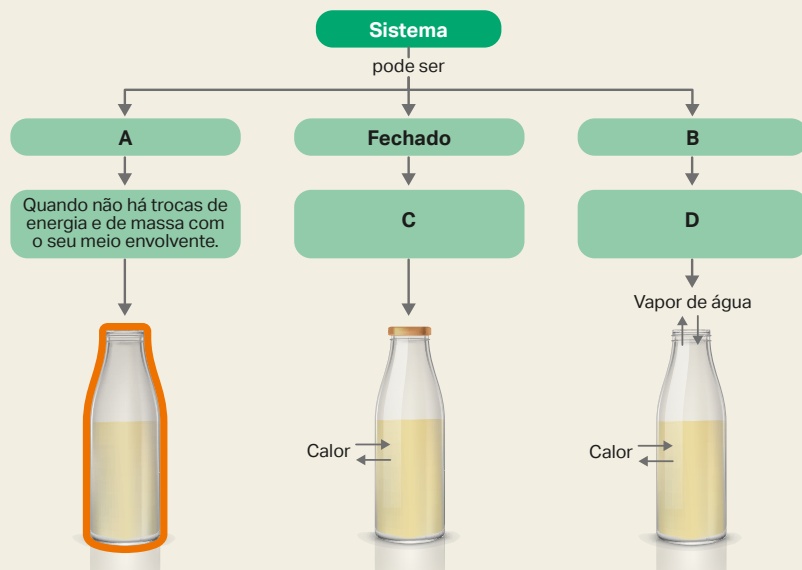 Sistema
pode ser
A
Fechado
B
Quando não há trocas de
energia e de massa com
o seu meio envolvente.
C
D
Vapor de água
Calor
Calor